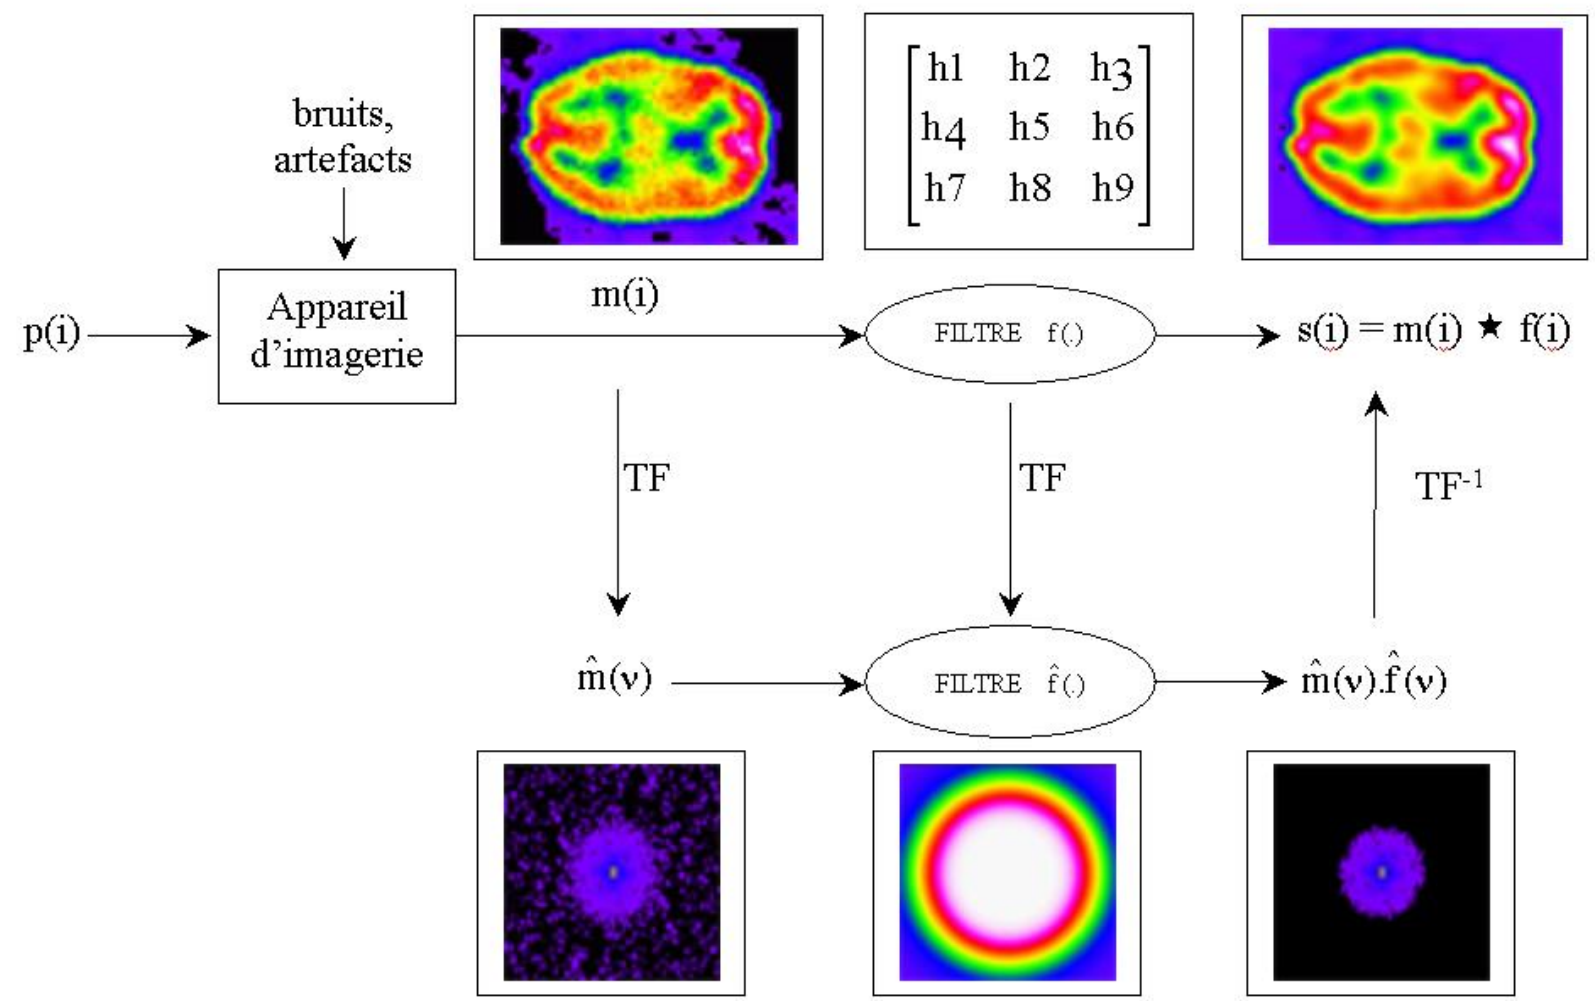 bruits,
artefacts
h1 h2 h3
h4 h5 h6
h7 h8 h9
p(i)
Appareil
d'imagerie
m(i)
FILTRE f(.)
s(i) = m(i) ★ f(i)
TF
TF
TF⁻¹
m̂(ν)
FILTRE f̂(.)
m̂(ν).f̂(ν)